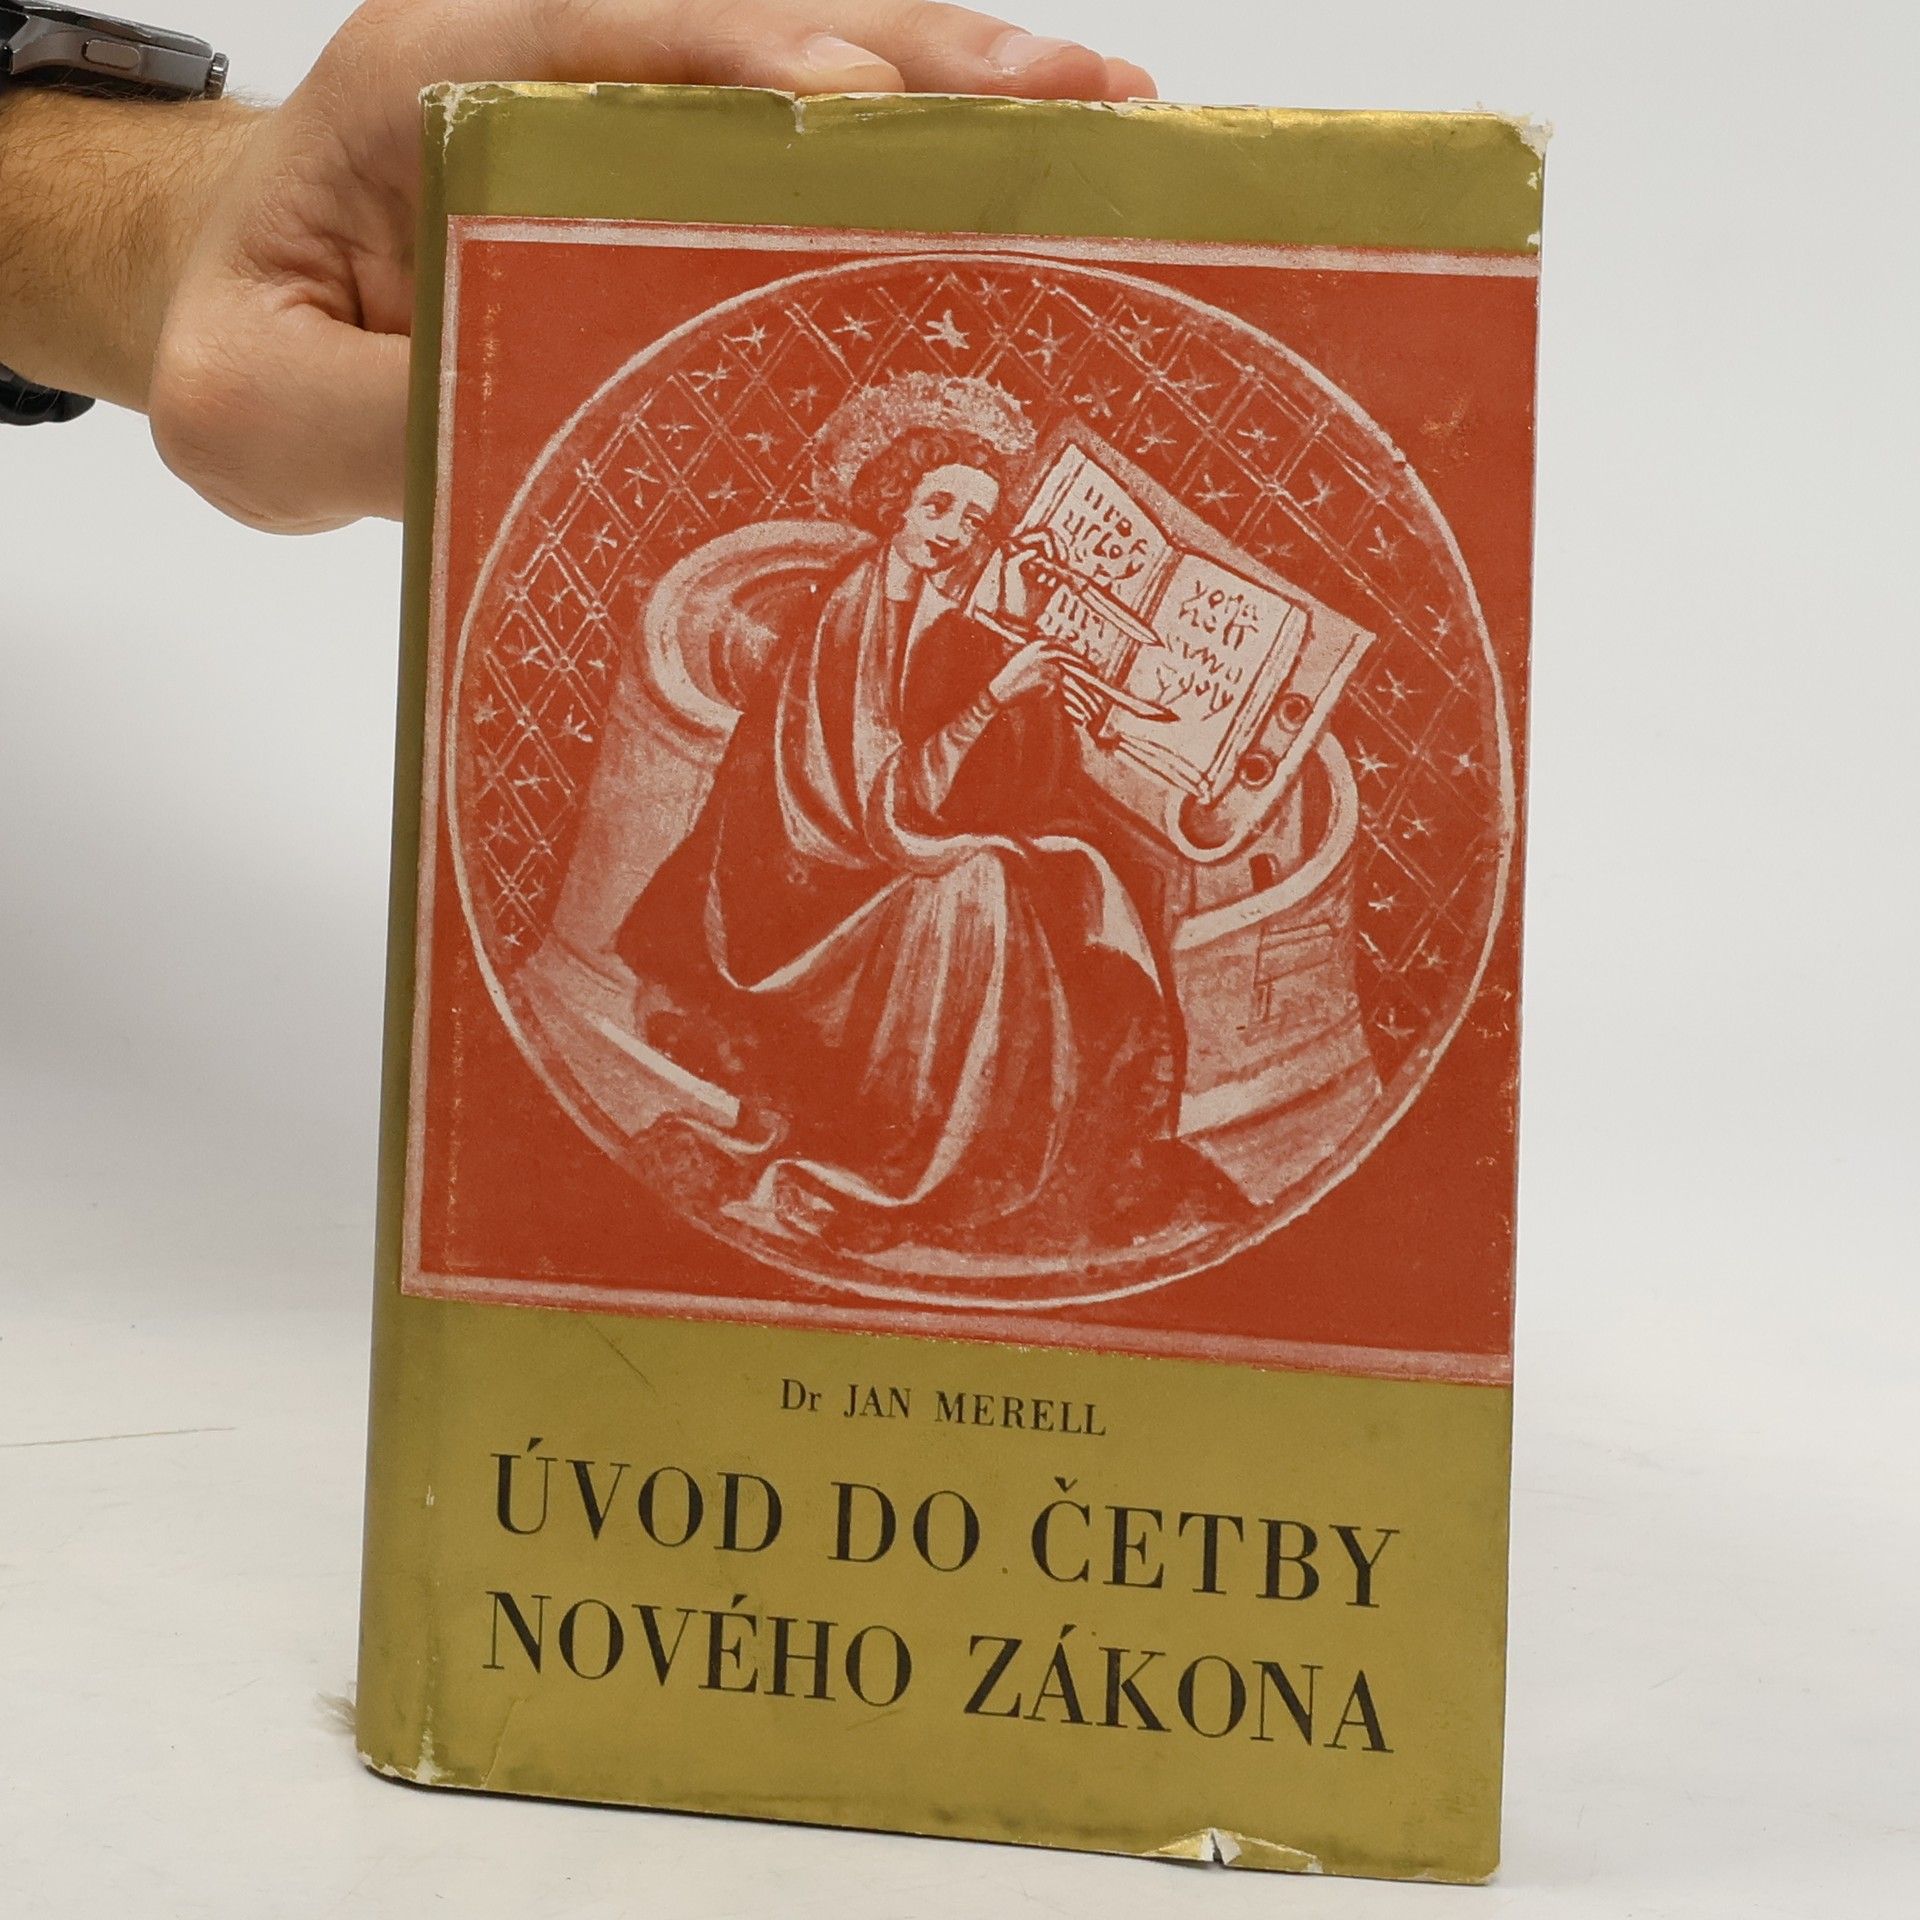 Dr JAN MERELL
ÚVOD DO ČETBY
NOVÉHO ZÁKONA